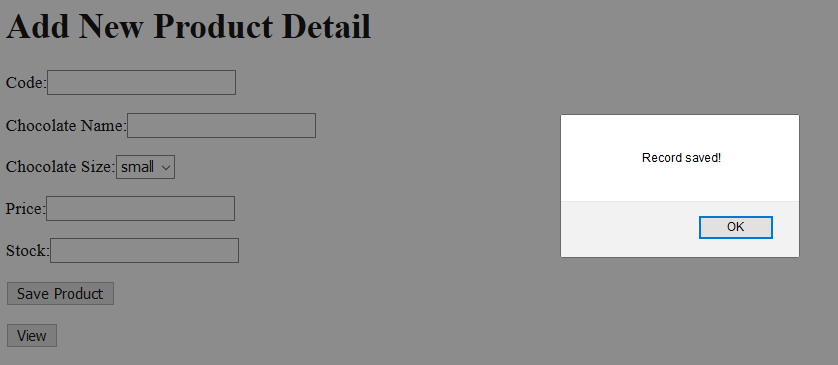 Add New Product Detail
Code:
Chocolate Name:
Record saved!
Chocolate Size: small
Price:
OK
Stock:
Save Product
View